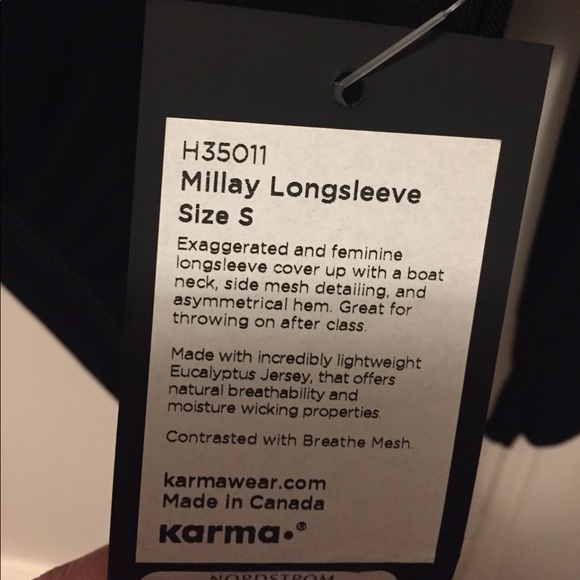 H35011
Millay Longsleeve
Size S
Exaggerated and feminine
longsleeve cover up with a boat
neck, side mesh detailing, and
asymmetrical hem. Great for
throwing on after class.
Made with incredibly lightweight
Eucalyptus Jersey, that offers
natural breathability and
moisture wicking properties.
Contrasted with Breathe Mesh.
karmawear.com
Made in Canada
karma.®
NORDSTROM